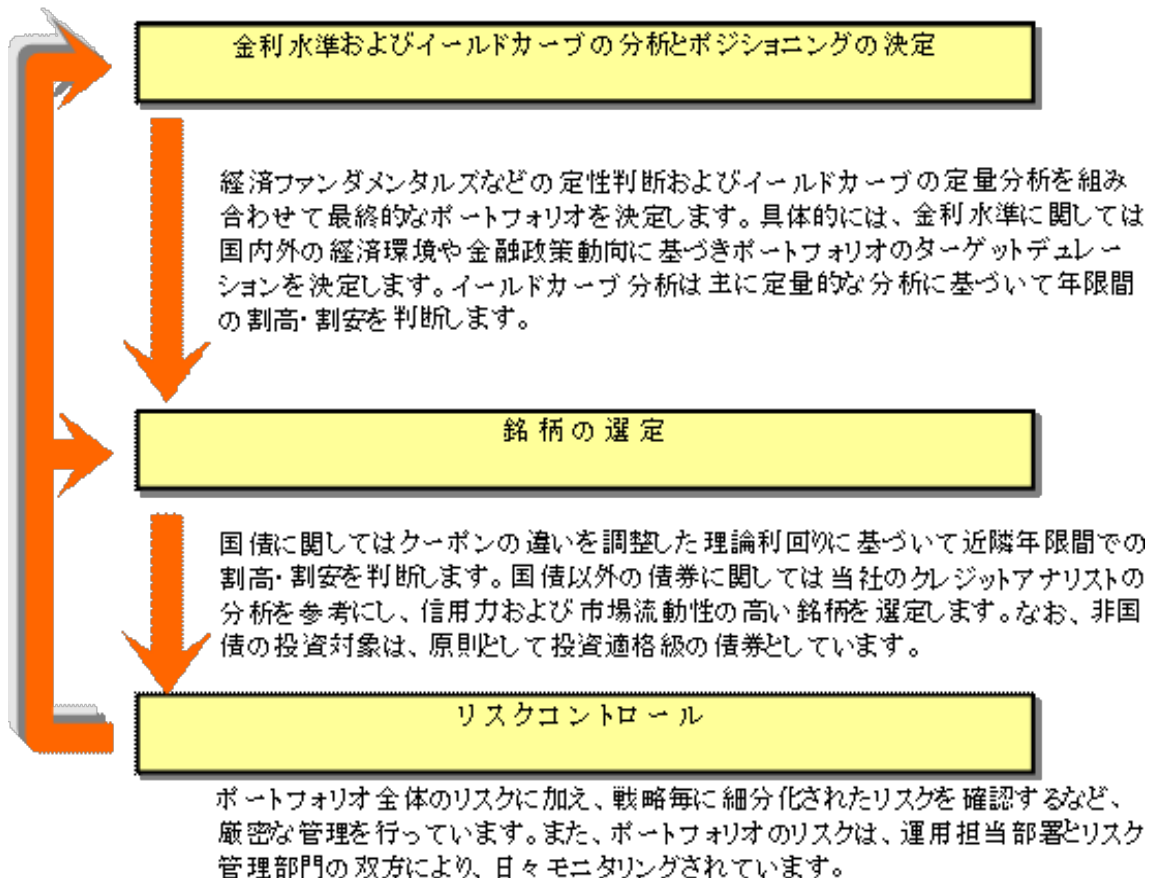 金利水準およびイールドカーブの分析とポジショニングの決定
経済ファンダメンタルズなどの定性判断およびイールドカーブの定量分析を組み
合わせて最終的なポートフォリオを決定します。具体的には、金利水準に関しては
国内外の経済環境や金融政策動向に基づきポートフォリオのターゲットデュレー
ションを決定します。イールドカーブ分析は主に定量的な分析に基づいて年限間
の割高・割安を判断します。
銘柄の選定
国債に関してはクーポンの違いを調整した理論利回りに基づいて近隣年限間での
割高・割安を判断します。国債以外の債券に関しては当社のクレジットアナリストの
分析を参考にし、信用力および市場流動性の高い銘柄を選定します。なお、非国
債の投資対象は、原則として投資適格級の債券としています。
リスクコントロール
ポートフォリオ全体のリスクに加え、戦略毎に細分化されたリスクを確認するなど、
厳密な管理を行っています。また、ポートフォリオのリスクは、運用担当部署とリスク
管理部門の双方により、日々モニタリングされています。